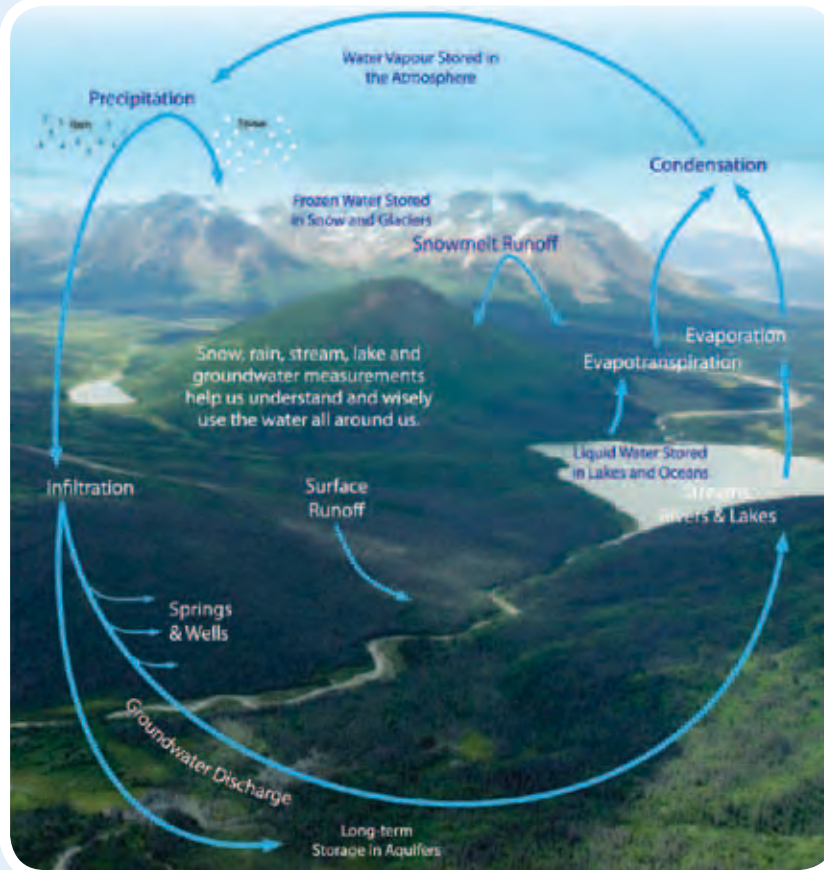 Water Vapour Stored in
the Atmosphere
Precipitation
Rain
Snow
Condensation
Frozen Water Stored
in Snow and Glaciers
Snowmelt Runoff
Evaporation
Evapotranspiration
Snow, rain, stream, lake and
groundwater measurements
help us understand and wisely
use the water all around us.
Liquid Water Stored
in Lakes and Oceans
Infiltration
Surface
Runoff
Streams,
Rivers & Lakes
Springs
& Wells
Groundwater Discharge
Long-term
Storage in Aquifers